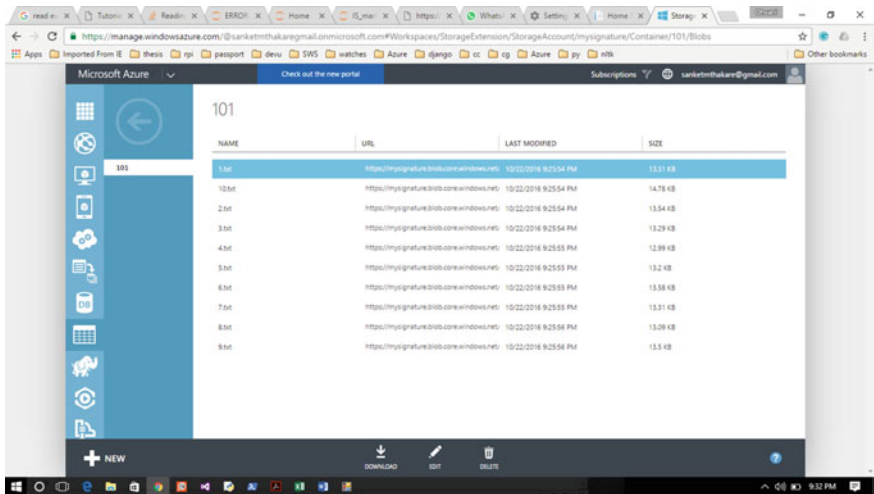 read e
Tutoria
Readin
ERROR
Home
IS_man
https:/
Whats
Setting
Home
Storag
https://manage.windowsazure.com/@sanketmthakaregmail.onmicrosoft.com#Workspaces/StorageExtension/StorageAccount/mysignature/Container/101/Blobs
Apps Imported From IE thesis rpi passport devu SWS watches Azure django cc cg Azure py nltk Other bookmarks
Microsoft Azure Check out the new portal Subscriptions sanketmthakare@gmail.com
101
NAME URL LAST MODIFIED SIZE
101
1.txt https://mysignature.blob.core.windows.net/ 10/22/2016 9:25:54 PM 13.51 KB
10.txt https://mysignature.blob.core.windows.net/ 10/22/2016 9:25:54 PM 14.78 KB
2.txt https://mysignature.blob.core.windows.net/ 10/22/2016 9:25:54 PM 13.54 KB
3.txt https://mysignature.blob.core.windows.net/ 10/22/2016 9:25:54 PM 13.29 KB
4.txt https://mysignature.blob.core.windows.net/ 10/22/2016 9:25:55 PM 12.99 KB
5.txt https://mysignature.blob.core.windows.net/ 10/22/2016 9:25:55 PM 13.2 KB
6.txt https://mysignature.blob.core.windows.net/ 10/22/2016 9:25:55 PM 13.58 KB
7.txt https://mysignature.blob.core.windows.net/ 10/22/2016 9:25:55 PM 13.31 KB
8.txt https://mysignature.blob.core.windows.net/ 10/22/2016 9:25:56 PM 13.09 KB
9.txt https://mysignature.blob.core.windows.net/ 10/22/2016 9:25:56 PM 13.5 KB
DB
NEW
DOWNLOAD EDIT DELETE
9:32 PM